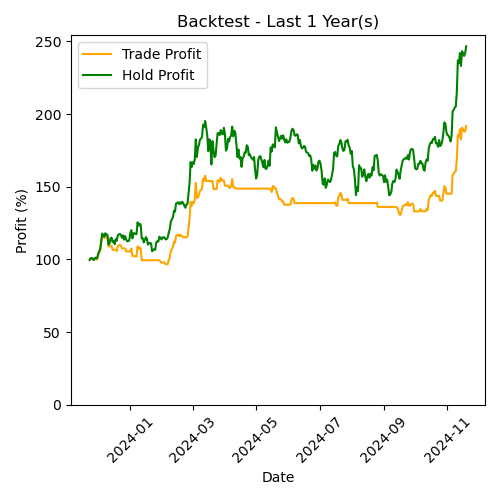 Backtest - Last 1 Year(s)
Trade Profit
Hold Profit
Profit (%)
250
200
150
100
50
0
2024-01
2024-03
2024-05
2024-07
2024-09
2024-11
Date